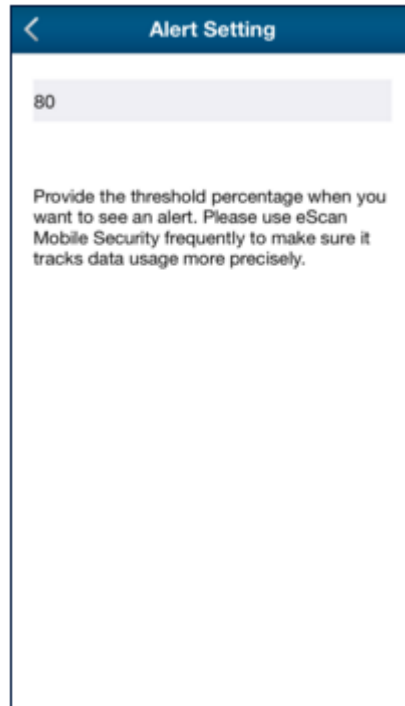 Alert Setting
80
Provide the threshold percentage when you
want to see an alert. Please use eScan
Mobile Security frequently to make sure it
tracks data usage more precisely.